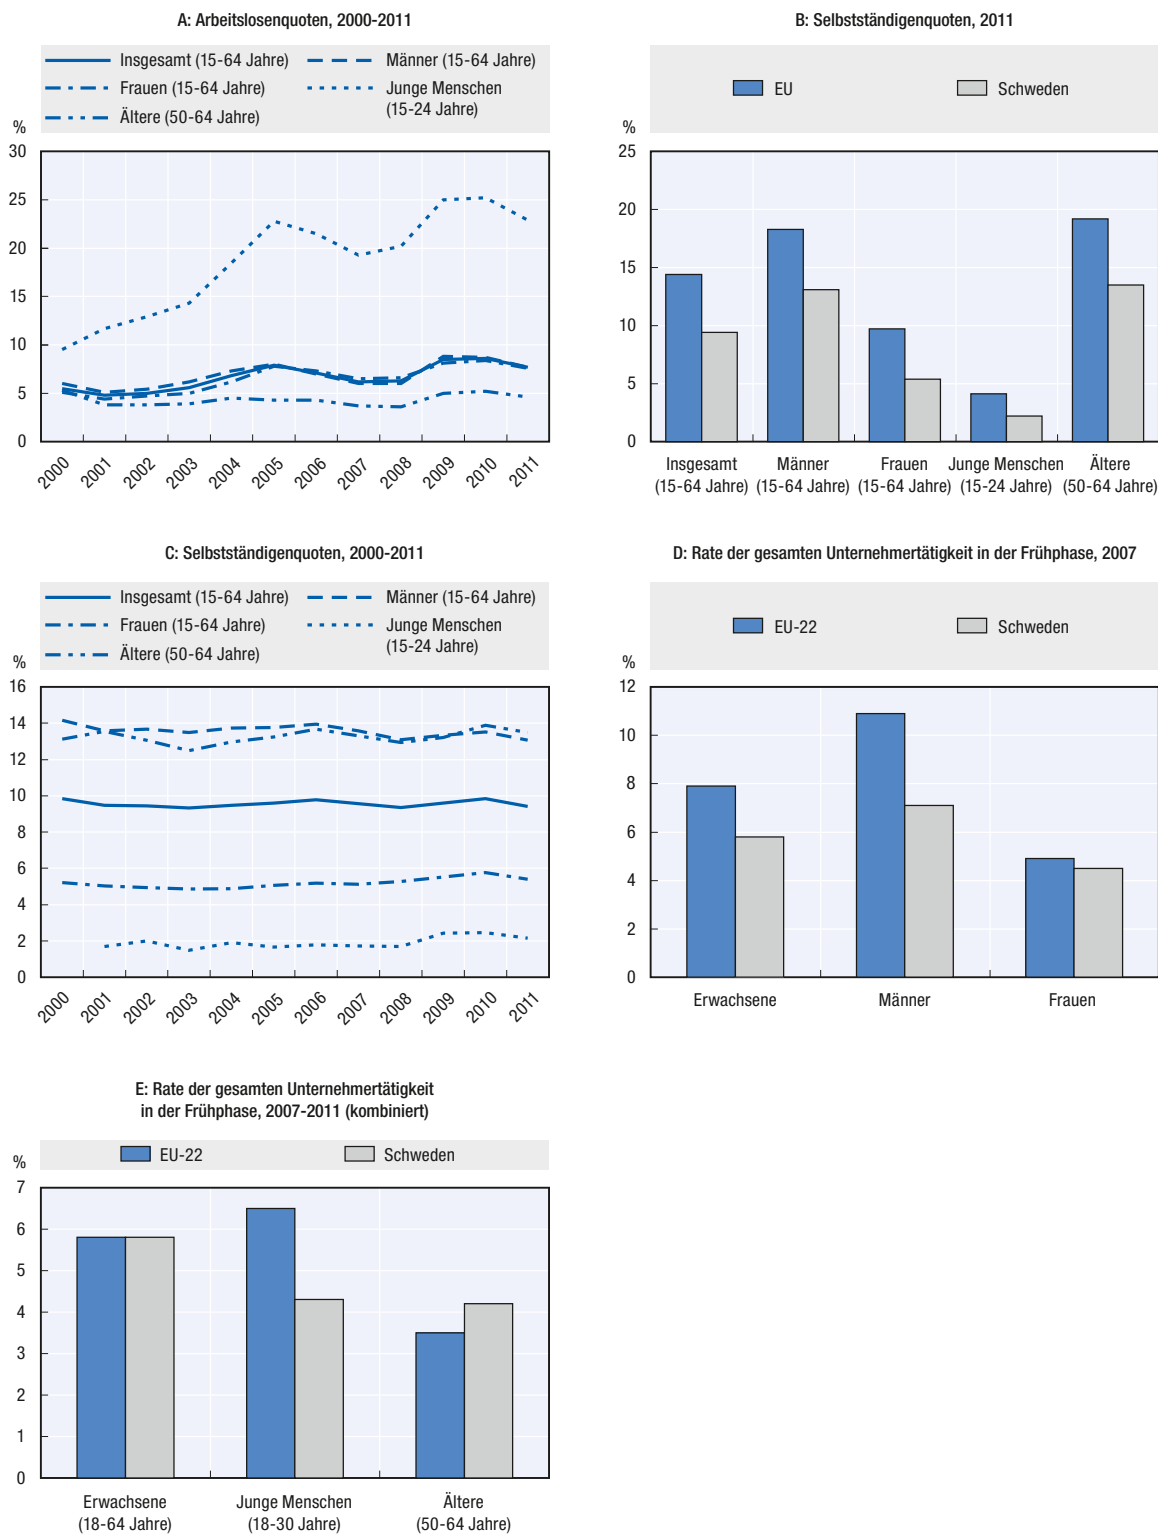 A: Arbeitslosenquoten, 2000-2011
Insgesamt (15-64 Jahre)
Männer (15-64 Jahre)
Frauen (15-64 Jahre)
Junge Menschen
(15-24 Jahre)
Ältere (50-64 Jahre)
%
30
25
20
15
10
5
0
2000
2001
2002
2003
2004
2005
2006
2007
2008
2009
2010
2011
B: Selbstständigenquoten, 2011
EU
Schweden
%
25
20
15
10
5
0
Insgesamt
(15-64 Jahre)
Männer
(15-64 Jahre)
Frauen
(15-64 Jahre)
Junge Menschen
(15-24 Jahre)
Ältere
(50-64 Jahre)
C: Selbstständigenquoten, 2000-2011
Insgesamt (15-64 Jahre)
Männer (15-64 Jahre)
Frauen (15-64 Jahre)
Junge Menschen
(15-24 Jahre)
Ältere (50-64 Jahre)
%
16
14
12
10
8
6
4
2
0
2000
2001
2002
2003
2004
2005
2006
2007
2008
2009
2010
2011
D: Rate der gesamten Unternehmertätigkeit in der Frühphase, 2007
EU-22
Schweden
%
12
10
8
6
4
2
0
Erwachsene
Männer
Frauen
E: Rate der gesamten Unternehmertätigkeit
in der Frühphase, 2007-2011 (kombiniert)
EU-22
Schweden
%
7
6
5
4
3
2
1
0
Erwachsene
(18-64 Jahre)
Junge Menschen
(18-30 Jahre)
Ältere
(50-64 Jahre)